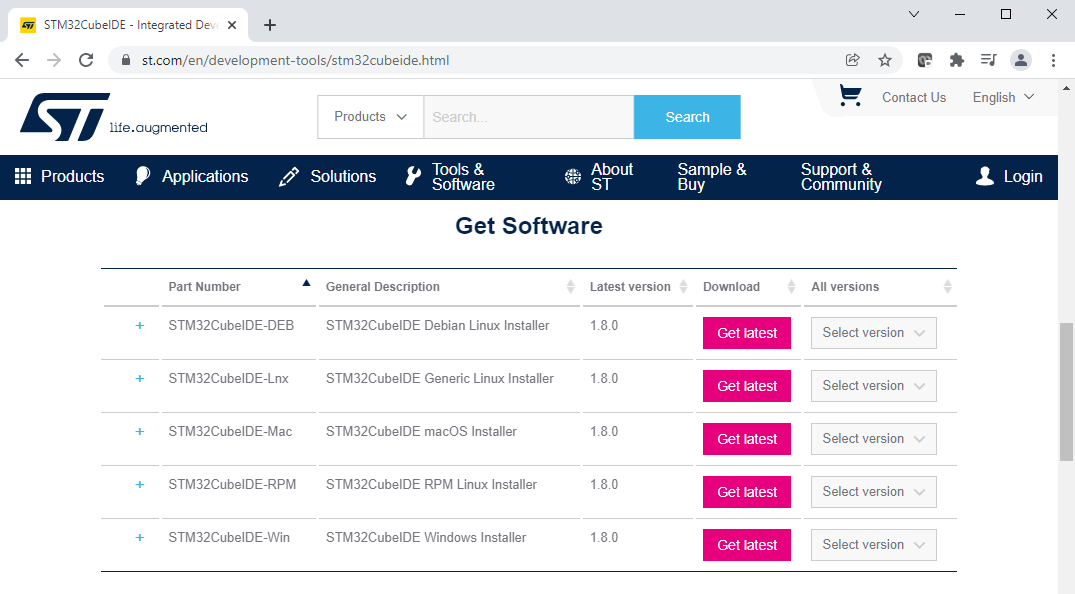 STM32CubeIDE - Integrated Dev
st.com/en/development-tools/stm32cubeide.html
ST life.augmented
Products
Search...
Search
Contact Us
English
Products
Applications
Solutions
Tools &
Software
About
ST
Sample &
Buy
Support &
Community
Login
Get Software
Part Number General Description Latest version Download All versions
+ STM32CubeIDE-DEB STM32CubeIDE Debian Linux Installer 1.8.0 Get latest Select version
+ STM32CubeIDE-Lnx STM32CubeIDE Generic Linux Installer 1.8.0 Get latest Select version
+ STM32CubeIDE-Mac STM32CubeIDE macOS Installer 1.8.0 Get latest Select version
+ STM32CubeIDE-RPM STM32CubeIDE RPM Linux Installer 1.8.0 Get latest Select version
+ STM32CubeIDE-Win STM32CubeIDE Windows Installer 1.8.0 Get latest Select version